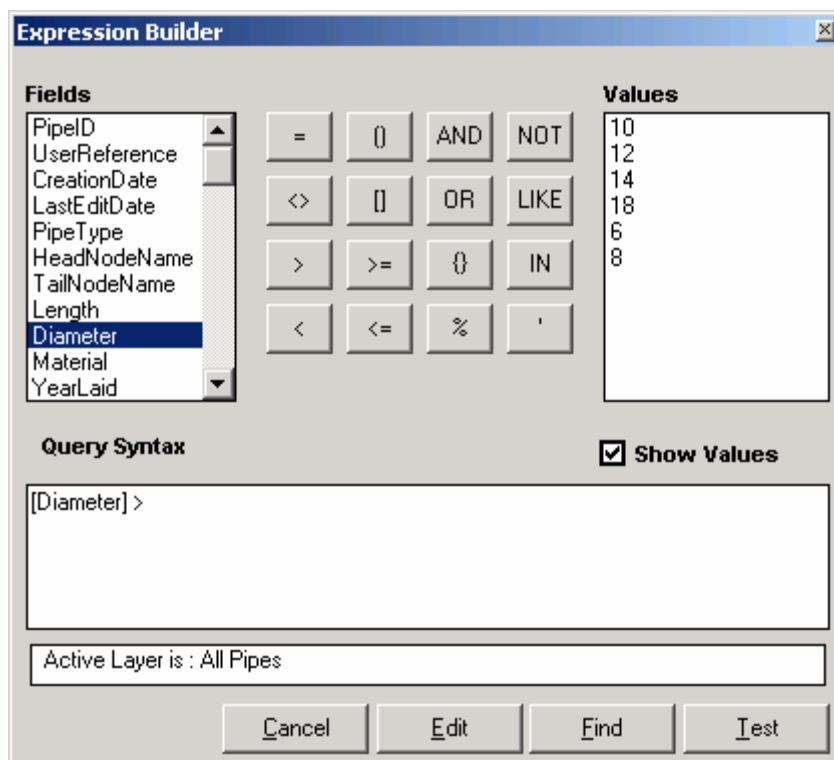 Expression Builder
Fields
PipeID
UserReference
CreationDate
LastEditDate
PipeType
HeadNodeName
TailNodeName
Length
Diameter
Material
YearLaid
= () AND NOT
<> [] OR LIKE
> >= {} IN
< <= % '
Values
10
12
14
18
6
8
Query Syntax
Show Values
[Diameter] >
Active Layer is : All Pipes
Cancel Edit Find Test